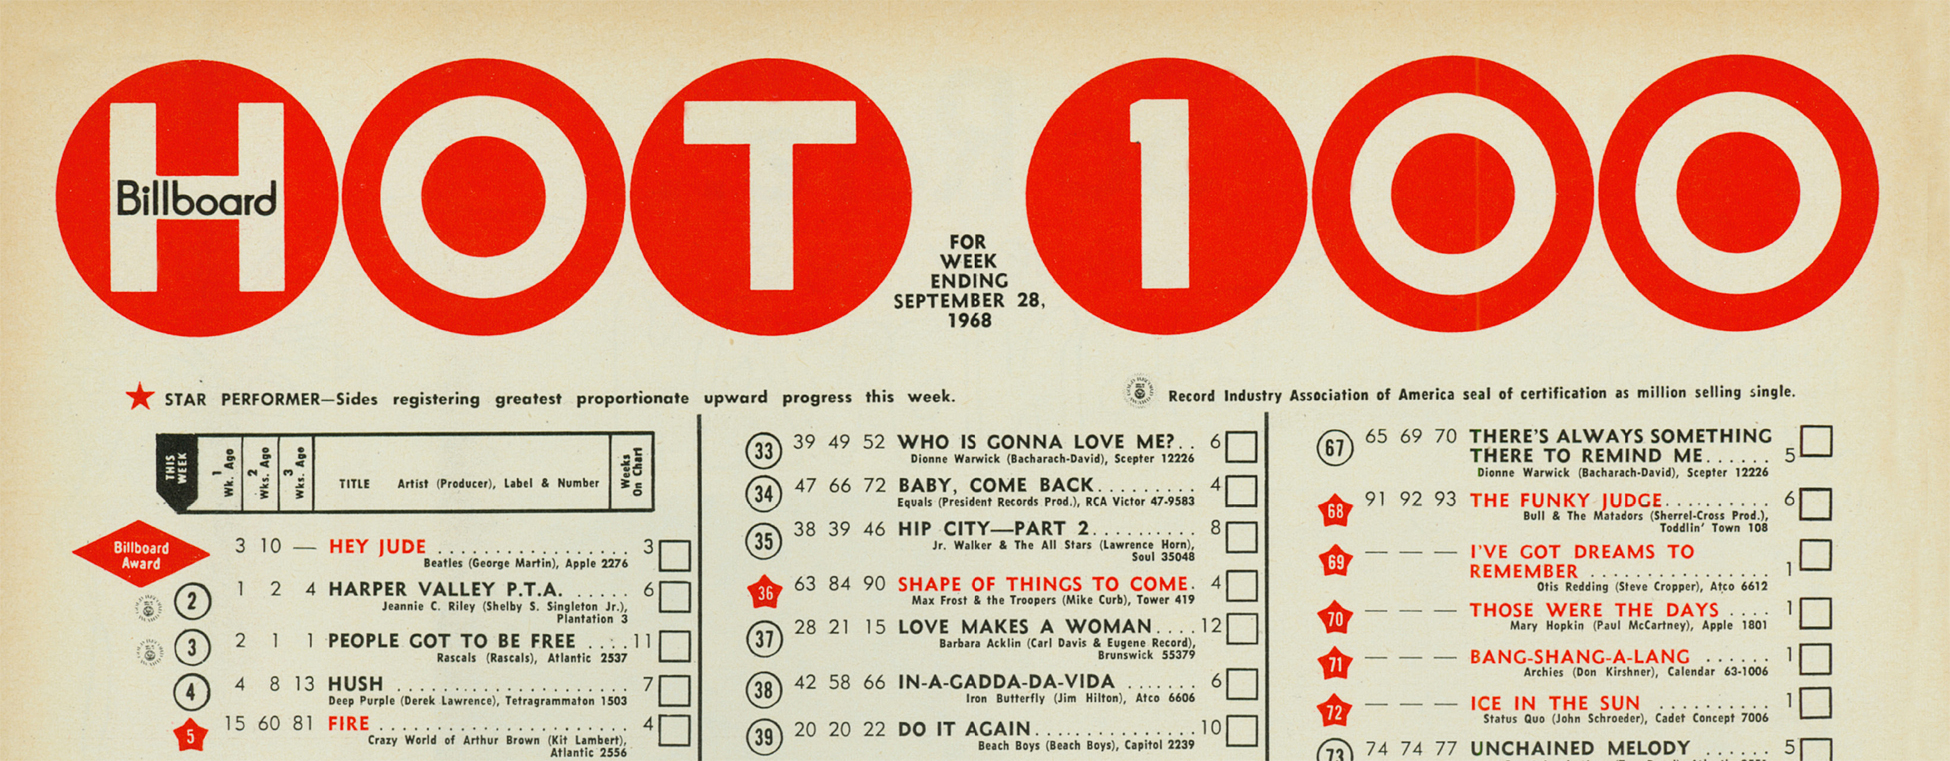 HOT 100
Billboard
FOR
WEEK
ENDING
SEPTEMBER 28,
1968
★ STAR PERFORMER—Sides registering greatest proportionate upward progress this week.
Record Industry Association of America seal of certification as million selling single.
THIS WEEK 1 Wk. Ago 2 Wks. Ago 3 Wks. Ago TITLE Artist (Producer), Label & Number Weeks On Chart
Billboard Award 3 10 — HEY JUDE 3
Beatles (George Martin), Apple 2276
2 1 2 4 HARPER VALLEY P.T.A. 6
Jeannie C. Riley (Shelby S. Singleton Jr.),
Plantation 3
3 2 1 1 PEOPLE GOT TO BE FREE 11
Rascals (Rascals), Atlantic 2537
4 4 8 13 HUSH 7
Deep Purple (Derek Lawrence), Tetragrammaton 1503
5 15 60 81 FIRE 4
Crazy World of Arthur Brown (Kit Lambert),
Atlantic 2556
33 39 49 52 WHO IS GONNA LOVE ME?.. 6
Dionne Warwick (Bacharach-David), Scepter 12226
34 47 66 72 BABY, COME BACK 4
Equals (President Records Prod.), RCA Victor 47-9583
35 38 39 46 HIP CITY—PART 2 8
Jr. Walker & The All Stars (Lawrence Horn),
Soul 35048
36 63 84 90 SHAPE OF THINGS TO COME. 4
Max Frost & the Troopers (Mike Curb), Tower 419
37 28 21 15 LOVE MAKES A WOMAN.... 12
Barbara Acklin (Carl Davis & Eugene Record),
Brunswick 55379
38 42 58 66 IN-A-GADDA-DA-VIDA 6
Iron Butterfly (Jim Hilton), Atco 6606
39 20 20 22 DO IT AGAIN 10
Beach Boys (Beach Boys), Capitol 2239
67 65 69 70 THERE'S ALWAYS SOMETHING
THERE TO REMIND ME 5
Dionne Warwick (Bacharach-David), Scepter 12226
68 91 92 93 THE FUNKY JUDGE 6
Bull & The Matadors (Sherrel-Cross Prod.),
Toddlin' Town 108
69 — — — I'VE GOT DREAMS TO
REMEMBER 1
Otis Redding (Steve Cropper), Atco 6612
70 — — — THOSE WERE THE DAYS 1
Mary Hopkin (Paul McCartney), Apple 1801
71 — — — BANG-SHANG-A-LANG 1
Archies (Don Kirshner), Calendar 63-1006
72 — — — ICE IN THE SUN 1
Status Quo (John Schroeder), Cadet Concept 7006
73 74 74 77 UNCHAINED MELODY 5